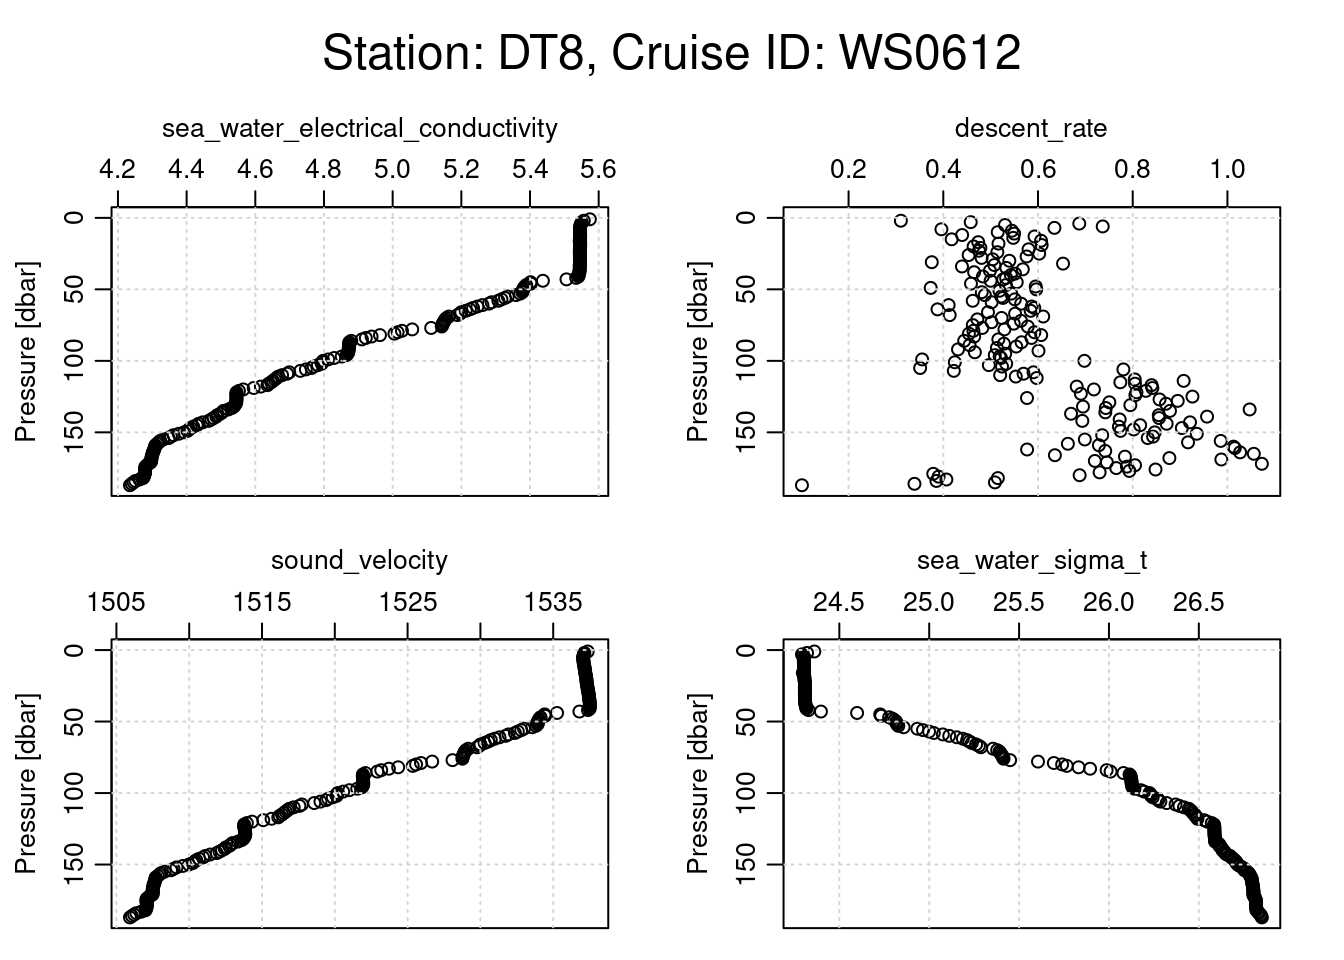 Station: DT8, Cruise ID: WS0612
sea_water_electrical_conductivity
4.2 4.4 4.6 4.8 5.0 5.2 5.4 5.6
Pressure [dbar]
0
50
100
150
descent_rate
0.2 0.4 0.6 0.8 1.0
Pressure [dbar]
0
50
100
150
sound_velocity
1505 1515 1525 1535
Pressure [dbar]
0
50
100
150
sea_water_sigma_t
24.5 25.0 25.5 26.0 26.5
Pressure [dbar]
0
50
100
150